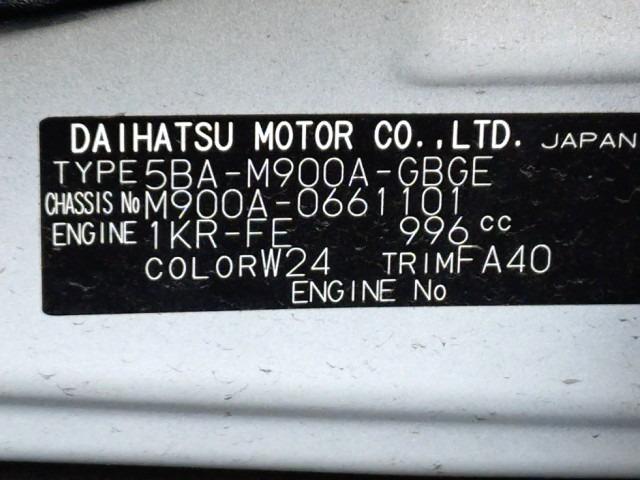 DAIHATSU MOTOR CO.,LTD. JAPAN
TYPE 5BA-M900A-GBGE
CHASSIS No M900A-0661101
ENGINE 1KR-FE 996 cc
COLOR W24 TRIM FA40
ENGINE No